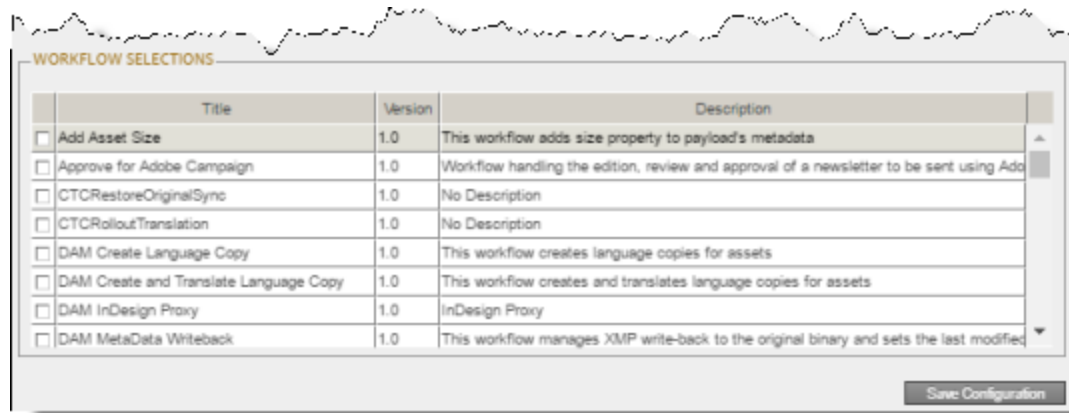 WORKFLOW SELECTIONS
Title Version Description
Add Asset Size 1.0 This workflow adds size property to payload's metadata
Approve for Adobe Campaign 1.0 Workflow handling the edition, review and approval of a newsletter to be sent using Ado
CTCRestoreOriginalSync 1.0 No Description
CTCRolloutTranslation 1.0 No Description
DAM Create Language Copy 1.0 This workflow creates language copies for assets
DAM Create and Translate Language Copy 1.0 This workflow creates and translates language copies for assets
DAM InDesign Proxy 1.0 InDesign Proxy
DAM MetaData Writeback 1.0 This workflow manages XMP write-back to the original binary and sets the last modified
Save Configuration